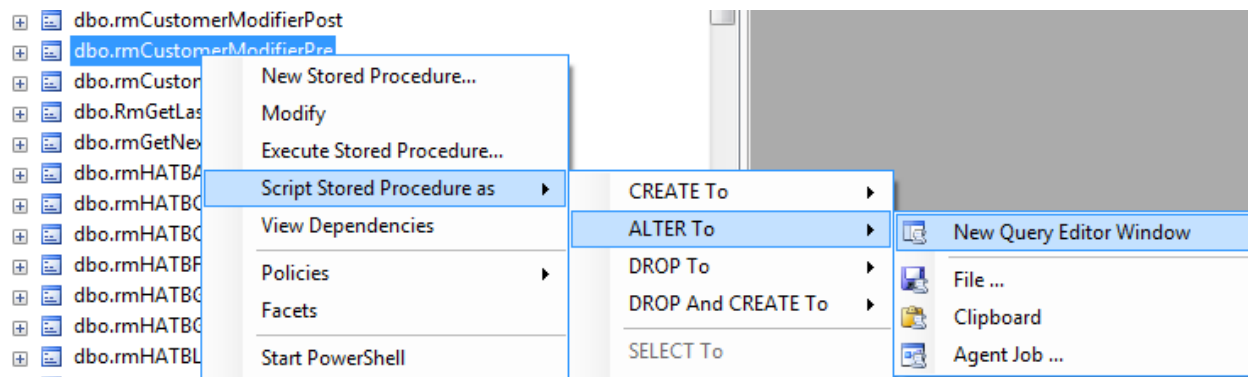 dbo.rmCustomerModifierPost
dbo.rmCustomerModifierPre
dbo.rmCustor
dbo.RmGetLas
dbo.rmGetNex
dbo.rmHATBA
dbo.rmHATBC
dbo.rmHATBC
dbo.rmHATBF
dbo.rmHATBG
dbo.rmHATBG
dbo.rmHATBL
New Stored Procedure...
Modify
Execute Stored Procedure...
Script Stored Procedure as
View Dependencies
Policies
Facets
Start PowerShell
CREATE To
ALTER To
DROP To
DROP And CREATE To
SELECT To
New Query Editor Window
File ...
Clipboard
Agent Job ...